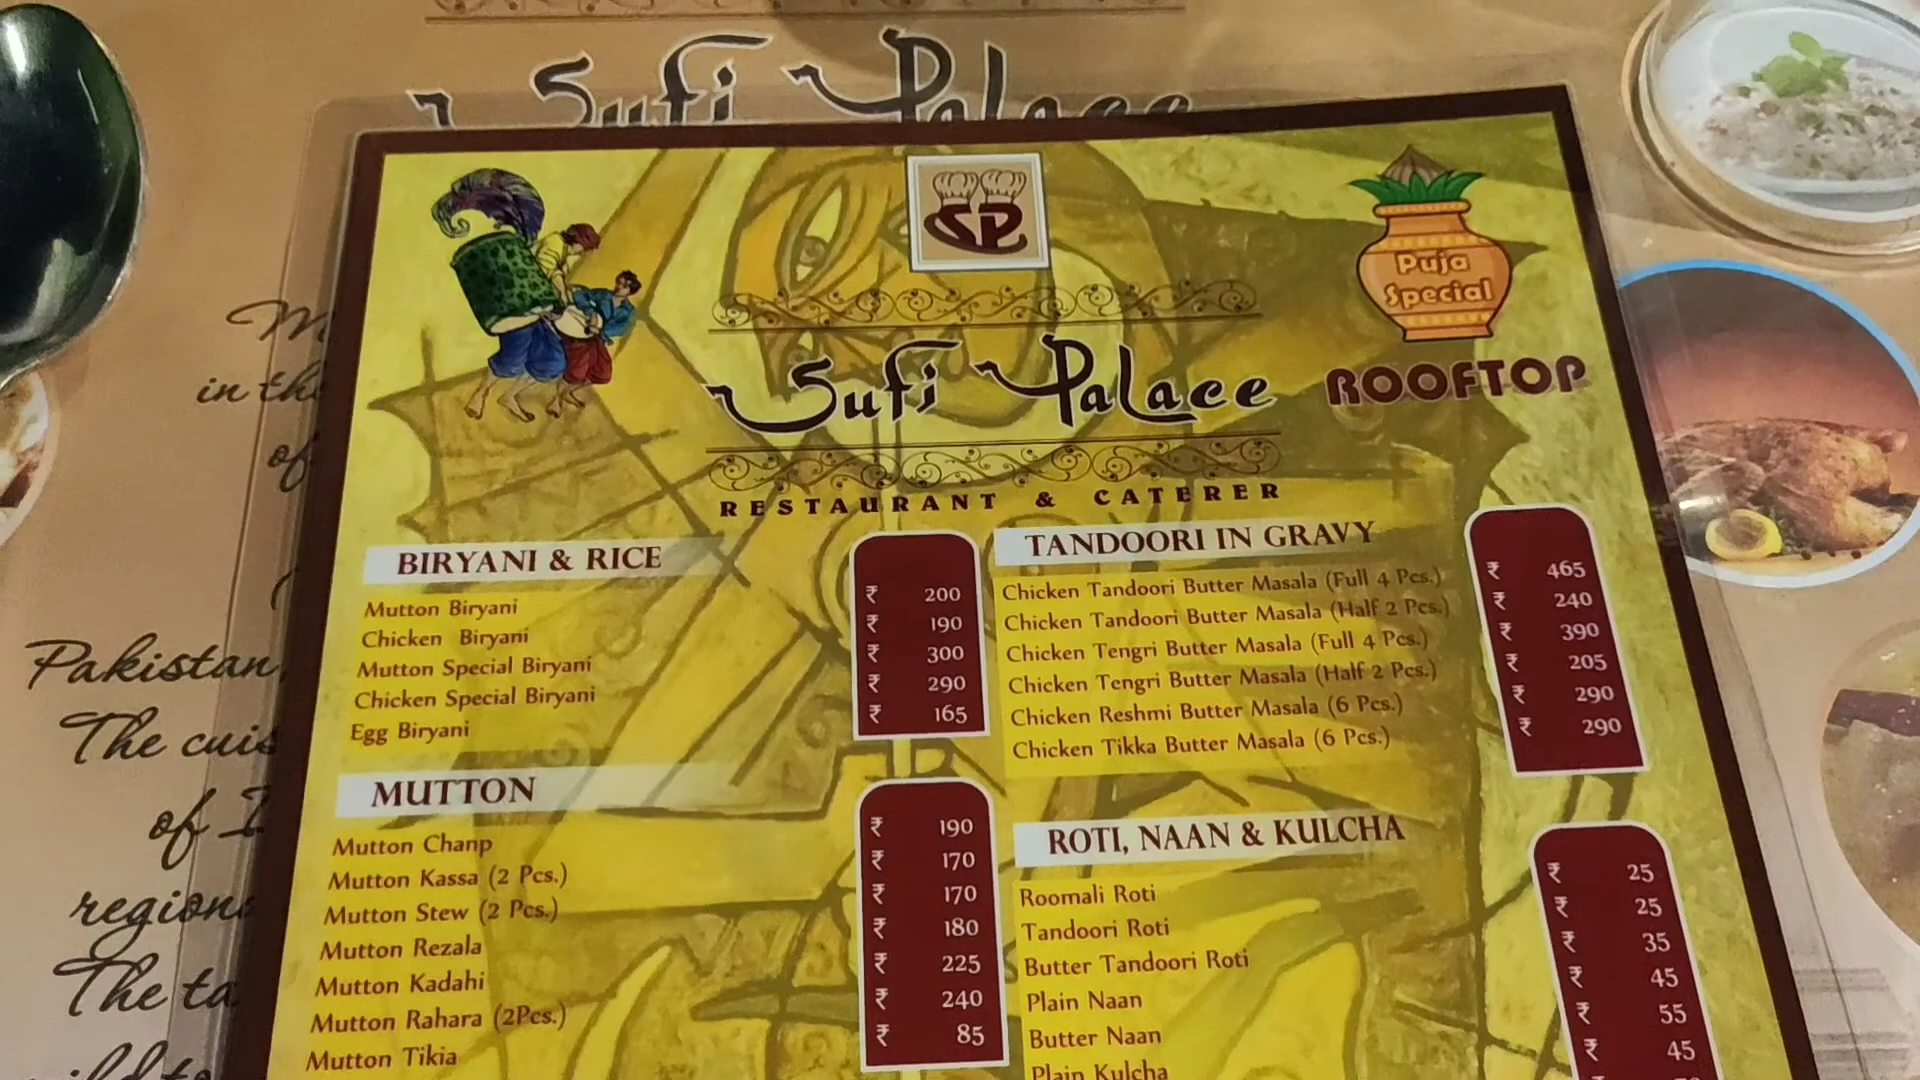 Sufi Palace
SP
Puja
Special
Sufi Palace
ROOFTOP
RESTAURANT & CATERER
BIRYANI & RICE
Mutton Biryani ₹ 200
Chicken Biryani ₹ 190
Mutton Special Biryani ₹ 300
Chicken Special Biryani ₹ 290
Egg Biryani ₹ 165
MUTTON
Mutton Chanp ₹ 190
Mutton Kassa (2 Pcs.) ₹ 170
Mutton Stew (2 Pcs.) ₹ 170
Mutton Rezala ₹ 180
Mutton Kadahi ₹ 225
Mutton Rahara (2Pcs.) ₹ 240
Mutton Tikia ₹ 85
TANDOORI IN GRAVY
Chicken Tandoori Butter Masala (Full 4 Pcs.) ₹ 465
Chicken Tandoori Butter Masala (Half 2 Pcs.) ₹ 240
Chicken Tengri Butter Masala (Full 4 Pcs.) ₹ 390
Chicken Tengri Butter Masala (Half 2 Pcs.) ₹ 205
Chicken Reshmi Butter Masala (6 Pcs.) ₹ 290
Chicken Tikka Butter Masala (6 Pcs.) ₹ 290
ROTI, NAAN & KULCHA
Roomali Roti ₹ 25
Tandoori Roti ₹ 25
Butter Tandoori Roti ₹ 35
Plain Naan ₹ 45
Butter Naan ₹ 55
Plain Kulcha ₹ 45
in the
of
Pakistan
The
of
The